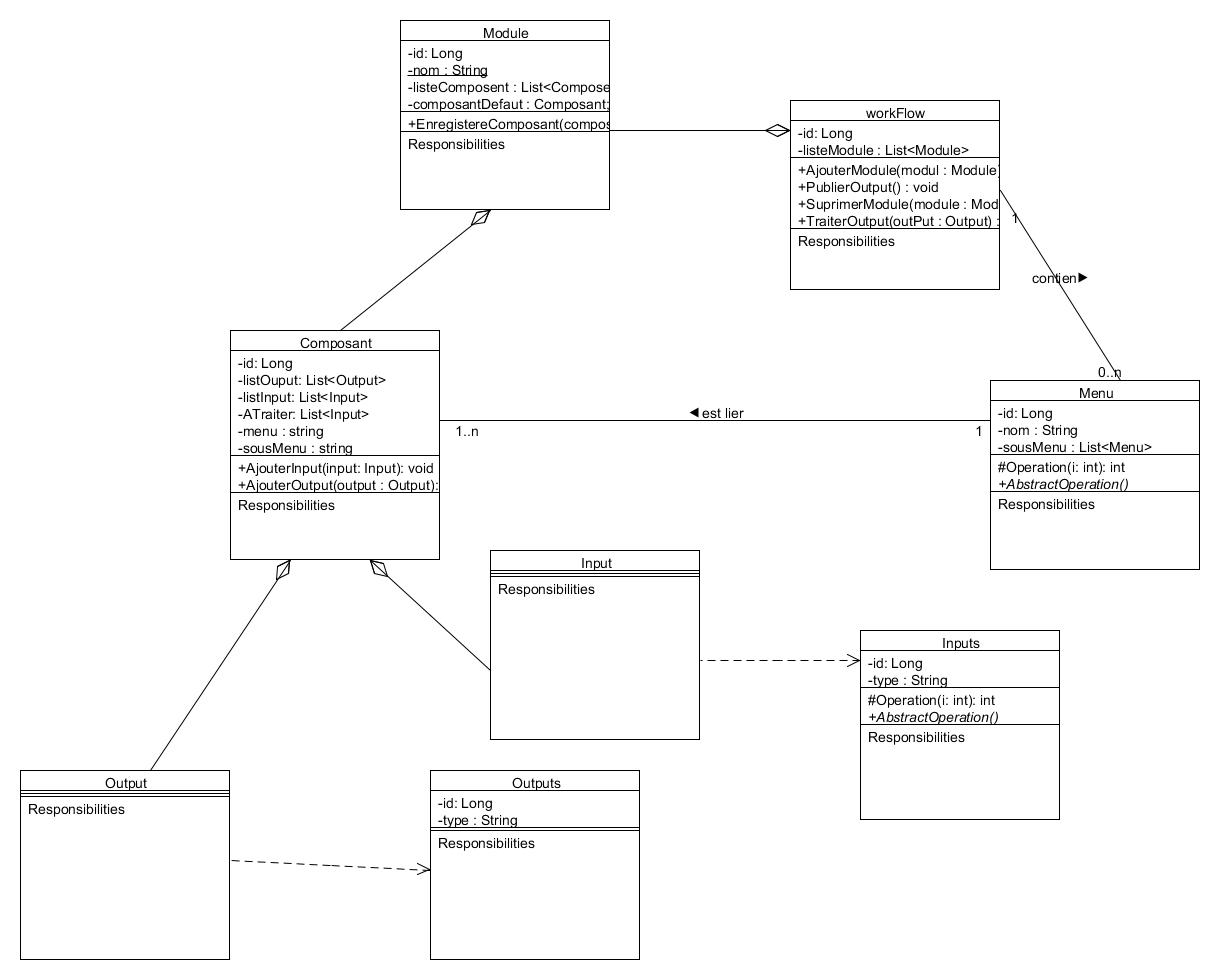 Module
-id: Long
-nom : String
-listeComposent : List<Compose
-composantDefaut : Composant;
+EnregistereComposant(compos
Responsibilities
workFlow
-id: Long
-listeModule : List<Module>
+AjouterModule(modul : Module)
+PublierOutput() : void
+SuprimerModule(module : Mod
+TraiterOutput(outPut : Output) :
Responsibilities
1
contien▶
0..n
Composant
-id: Long
-listOuput: List<Output>
-listInput: List<Input>
-ATraiter: List<Input>
-menu : string
-sousMenu : string
+AjouterInput(input: Input): void
+AjouterOutput(output : Output):
Responsibilities
◀ est lier
1..n
1
Menu
-id: Long
-nom : String
-sousMenu : List<Menu>
#Operation(i: int): int
+AbstractOperation()
Responsibilities
Input
Responsibilities
Inputs
-id: Long
-type : String
#Operation(i: int): int
+AbstractOperation()
Responsibilities
Output
Responsibilities
Outputs
-id: Long
-type : String
Responsibilities